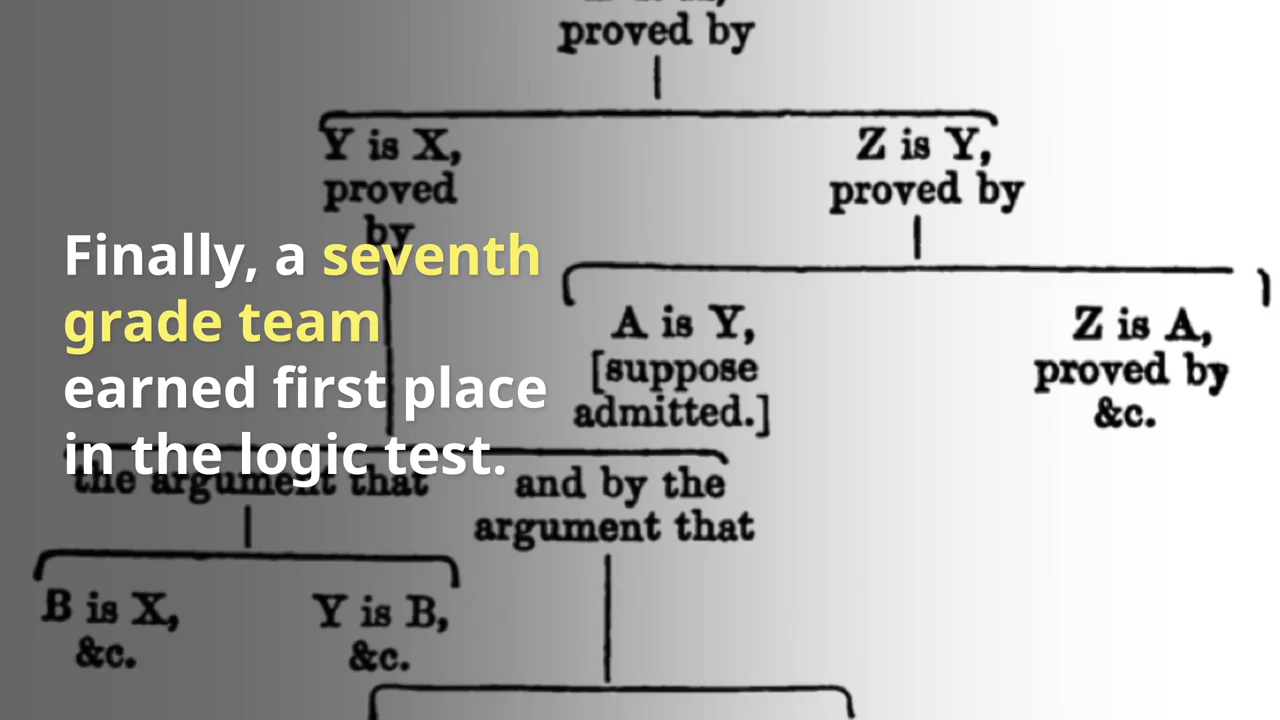 proved by
Y is X,
proved
by
Z is Y,
proved by
Finally, a seventh
grade team
earned first place
in the logic test.
A is Y,
[suppose
admitted.]
Z is A,
proved by
&c.
the argument that
and by the
argument that
B is X,
&c.
Y is B,
&c.